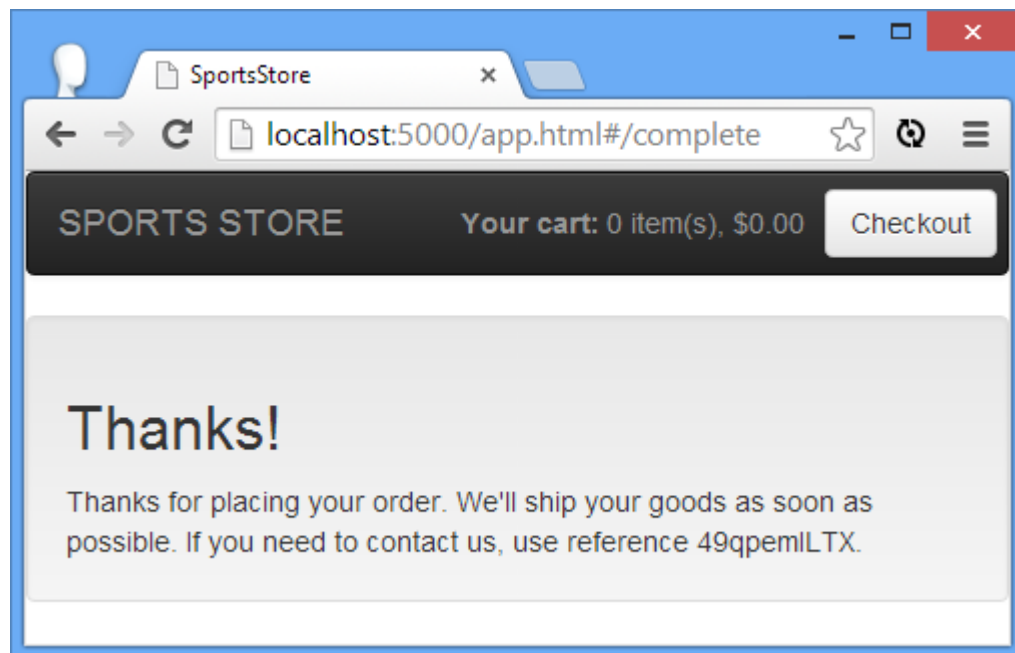 SportsStore
localhost:5000/app.html#/complete
SPORTS STORE Your cart: 0 item(s), $0.00 Checkout
Thanks!
Thanks for placing your order. We'll ship your goods as soon as
possible. If you need to contact us, use reference 49qpemlLTX.